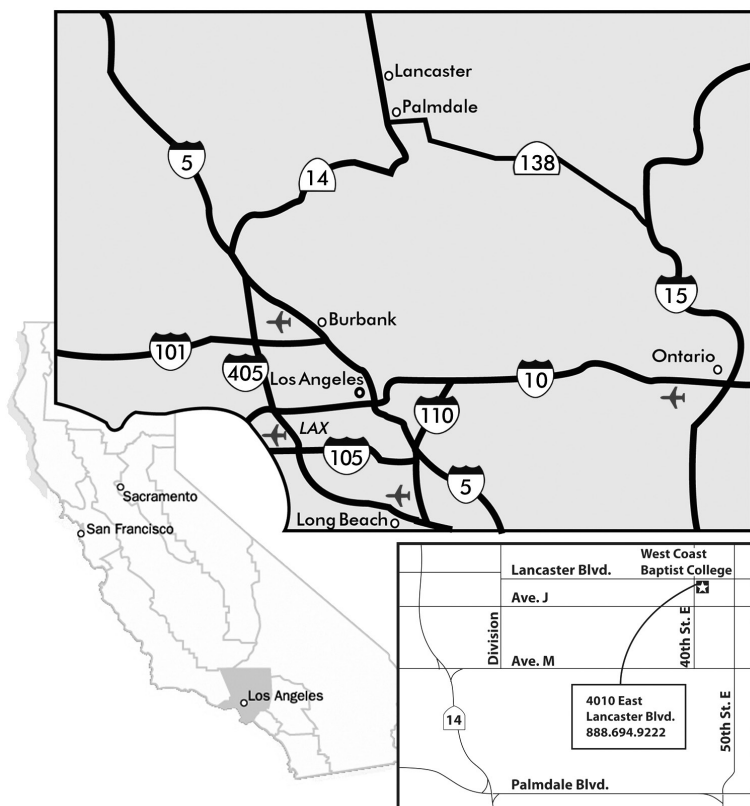 Lancaster
Palmdale
5
14
138
15
Burbank
101
405
Los Angeles
10
Ontario
110
LAX
105
5
Long Beach
Sacramento
San Francisco
Los Angeles
West Coast
Baptist College
Lancaster Blvd.
Ave. J
Division
40th St. E
Ave. M
4010 East
Lancaster Blvd.
888.694.9222
14
50th St. E
Palmdale Blvd.